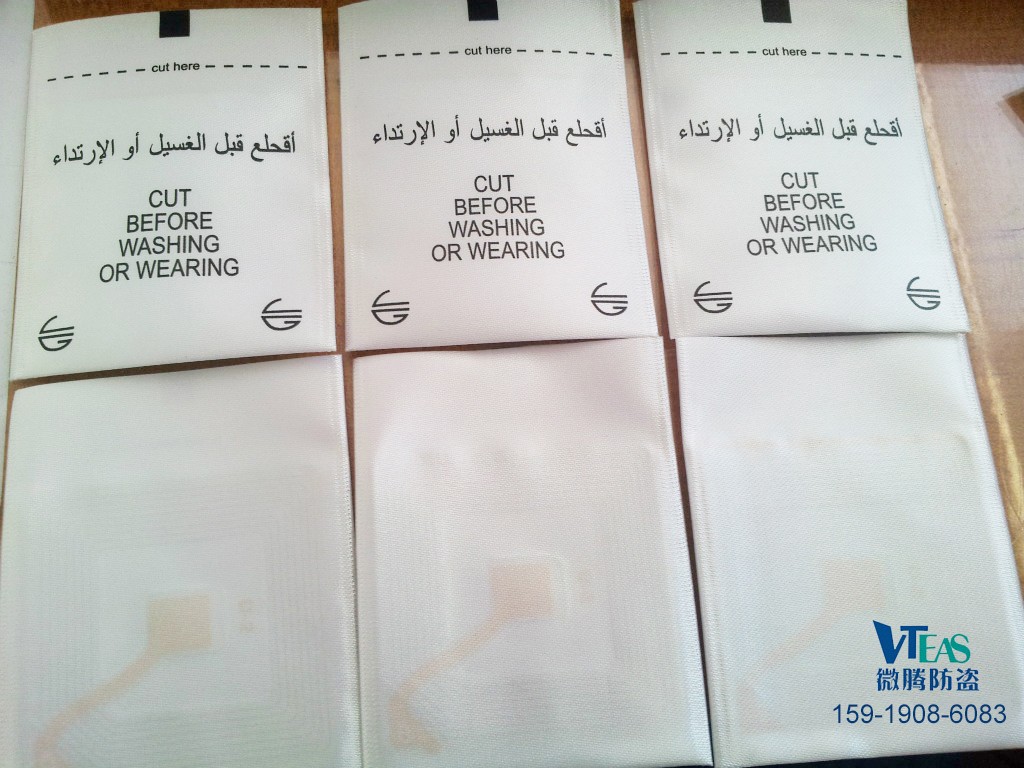 cut here
أقحلع قبل الغسيل أو الإرتداء
CUT
BEFORE
WASHING
OR WEARING
cut here
أقحلع قبل الغسيل أو الإرتداء
CUT
BEFORE
WASHING
OR WEARING
cut here
أقحلع قبل الغسيل أو الإرتداء
CUT
BEFORE
WASHING
OR WEARING
VTEAS
微腾防盗
159-1908-6083